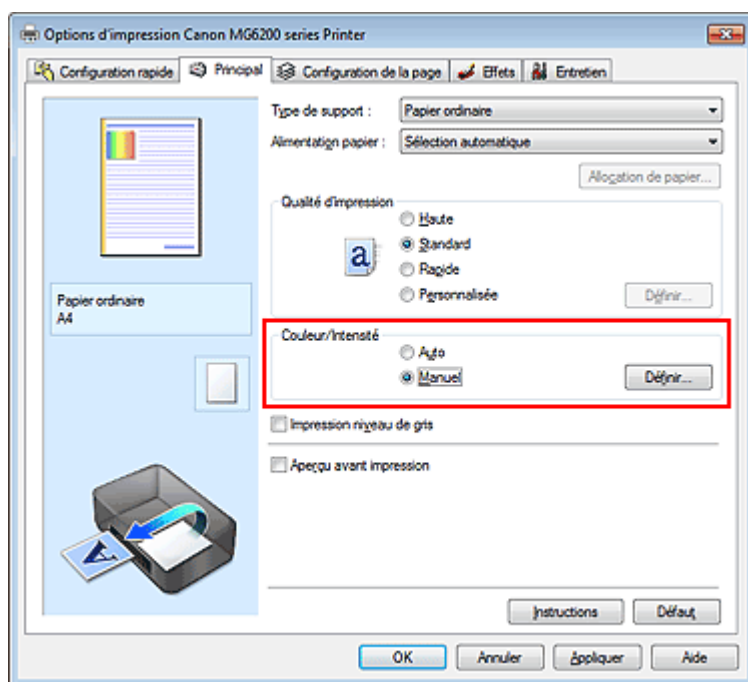 Options d'impression Canon MG6200 series Printer
Configuration rapide Principal Configuration de la page Effets Entretien
Type de support : Papier ordinaire
Alimentation papier : Sélection automatique
Allocation de papier...
Qualité d'impression
Haute
a Standard
Rapide
Personnalisée Définir...
Papier ordinaire
A4
Couleur/Intensité
Auto
Manuel Définir...
Impression niveau de gris
Aperçu avant impression
A
Instructions Défaut
OK Annuler Appliquer Aide